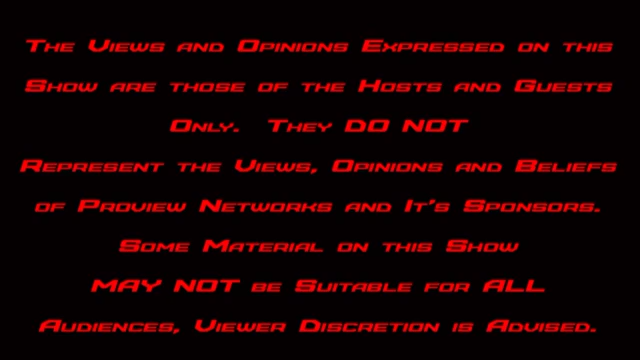 The Views and Opinions Expressed on this
Show are those of the Hosts and Guests
Only. They DO NOT
Represent the Views, Opinions and Beliefs
of Proview Networks and It's Sponsors.
Some Material on this Show
MAY NOT be Suitable for ALL
Audiences, Viewer Discretion is Advised.